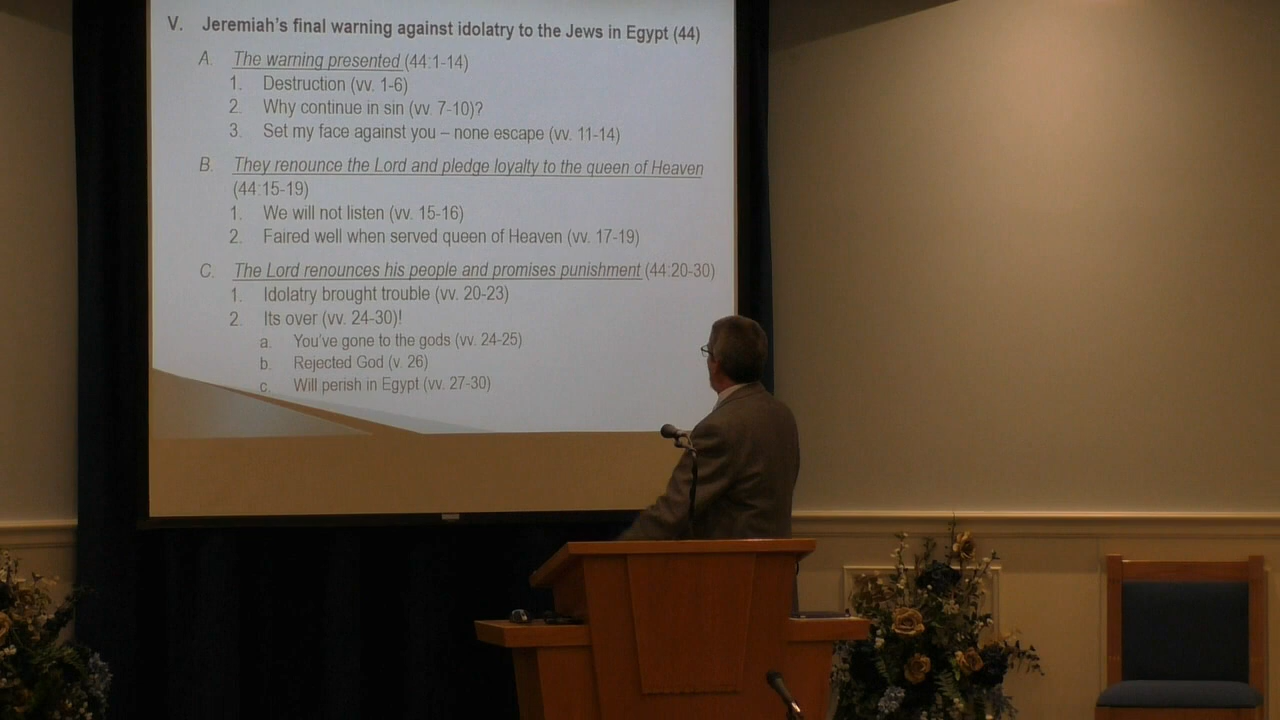 V. Jeremiah's final warning against idolatry to the Jews in Egypt (44)
A. The warning presented (44:1-14)
1. Destruction (vv. 1-6)
2. Why continue in sin (vv. 7-10)?
3. Set my face against you – none escape (vv. 11-14)
B. They renounce the Lord and pledge loyalty to the queen of Heaven
(44:15-19)
1. We will not listen (vv. 15-16)
2. Faired well when served queen of Heaven (vv. 17-19)
C. The Lord renounces his people and promises punishment (44:20-30)
1. Idolatry brought trouble (vv. 20-23)
2. Its over (vv. 24-30)!
a. You've gone to the gods (vv. 24-25)
b. Rejected God (v. 26)
c. Will perish in Egypt (vv. 27-30)